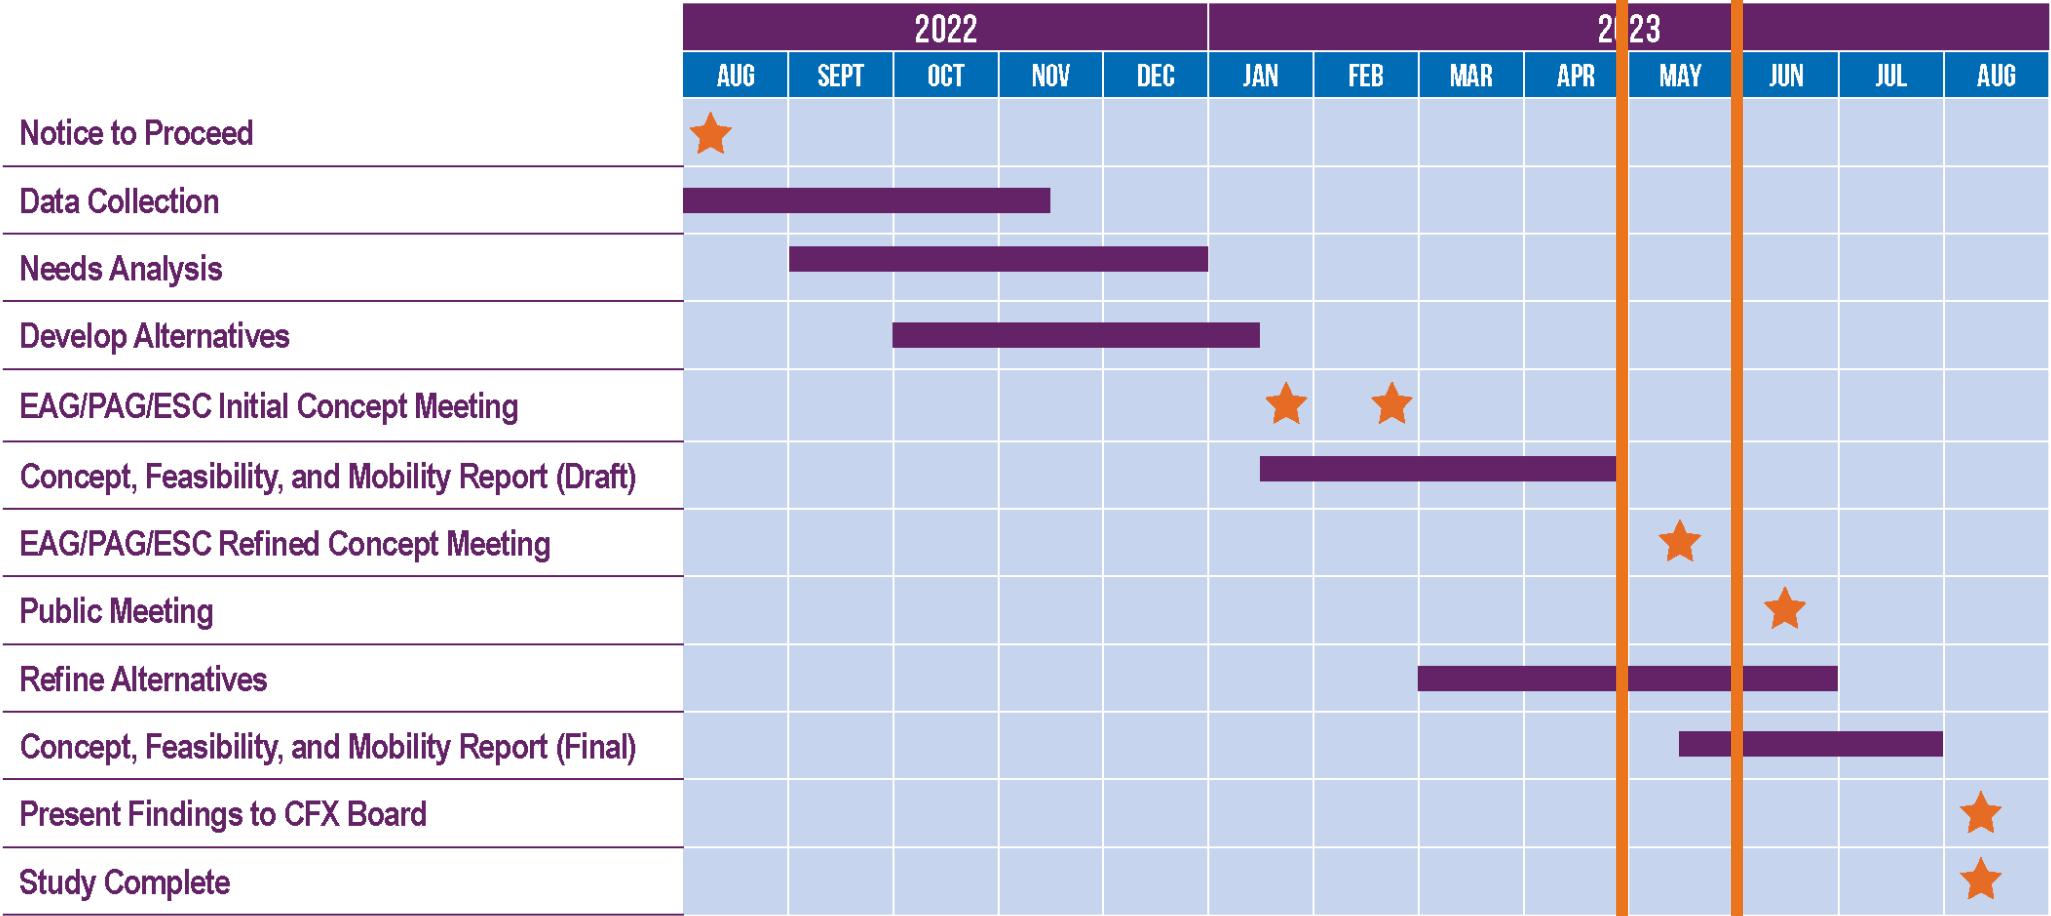 2022
2023
AUG SEPT OCT NOV DEC JAN FEB MAR APR MAY JUN JUL AUG
Notice to Proceed
Data Collection
Needs Analysis
Develop Alternatives
EAG/PAG/ESC Initial Concept Meeting
Concept, Feasibility, and Mobility Report (Draft)
EAG/PAG/ESC Refined Concept Meeting
Public Meeting
Refine Alternatives
Concept, Feasibility, and Mobility Report (Final)
Present Findings to CFX Board
Study Complete